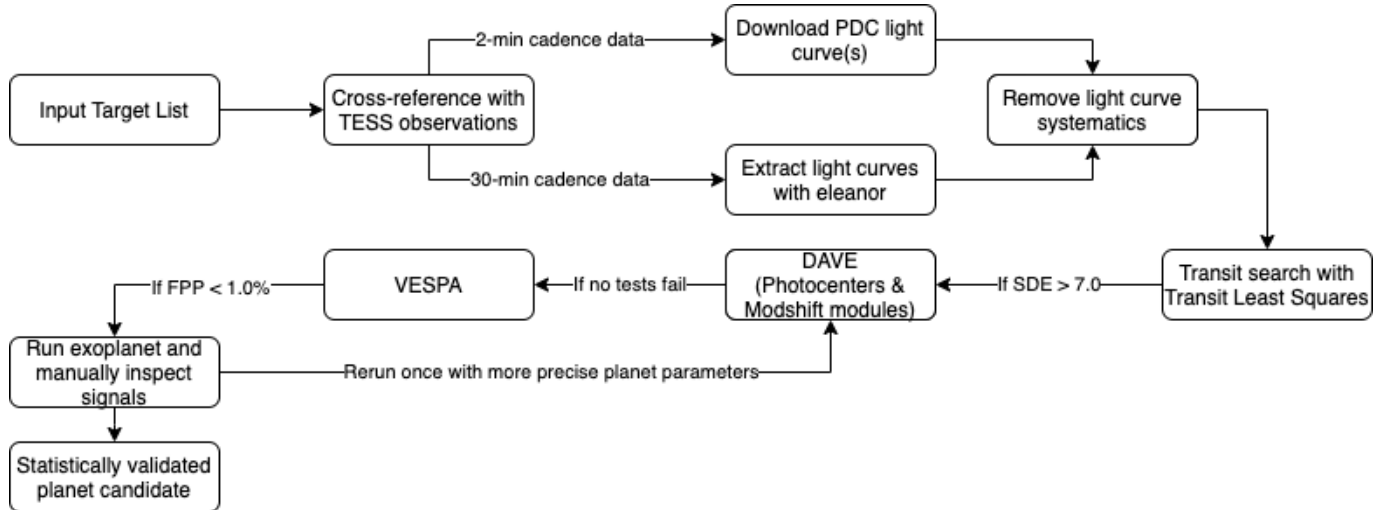 Input Target List
Cross-reference with
TESS observations
2-min cadence data
Download PDC light
curve(s)
30-min cadence data
Extract light curves
with eleanor
Remove light curve
systematics
Transit search with
Transit Least Squares
If SDE > 7.0
DAVE
(Photocenters &
Modshift modules)
If no tests fail
VESPA
If FPP < 1.0%
Run exoplanet and
manually inspect
signals
Rerun once with more precise planet parameters
Statistically validated
planet candidate